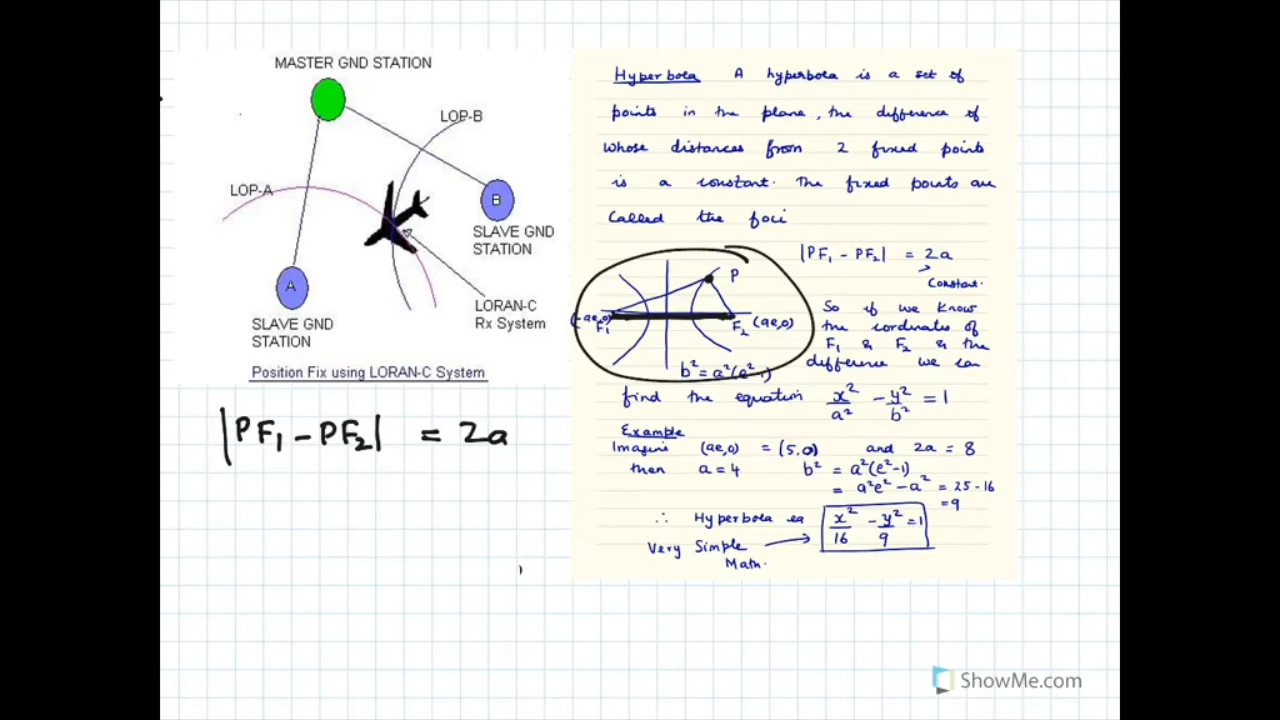 MASTER GND STATION
LOP-B
LOP-A
B
SLAVE GND
STATION
A
LORAN-C
Rx System
SLAVE GND
STATION
Position Fix using LORAN-C System
|PF₁ - PF₂| = 2a
Hyperbola A hyperbola is a set of
points in the plane, the difference of
whose distances from 2 fixed points
is a constant. The fixed points are
called the foci
|PF₁ - PF₂| = 2a
Constant.
P
(-ae,0)
F₁
F₂ (ae,0)
b² = a²(e²-1)
So if we know
the cordinates of
F₁ & F₂ & the
difference we can
find the equation x²/a² - y²/b² = 1
Example
Imagine (ae,0) = (5,0) and 2a = 8
then a = 4 b² = a²(e²-1)
= a²e² - a² = 25 - 16
= 9
∴ Hyperbola eq x²/16 - y²/9 = 1
Very Simple
Math.
ShowMe.com